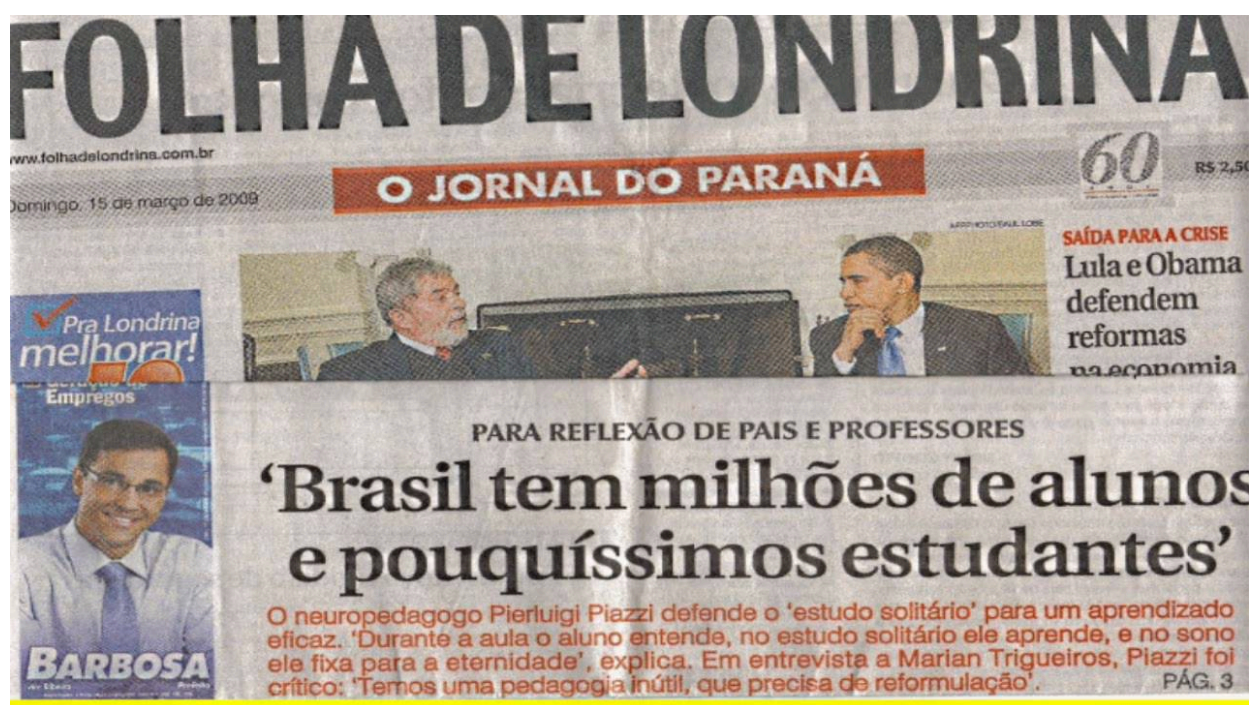 FOLHA DE LONDRINA
www.folhadelondrina.com.br
Domingo, 15 de março de 2009
O JORNAL DO PARANÁ
60
R$ 2,50
SAÍDA PARA A CRISE
Lula e Obama
defendem
reformas
na economia
Pra Londrina
melhorar!
Geração de
Empregos
BARBOSA
PARA REFLEXÃO DE PAIS E PROFESSORES
‘Brasil tem milhões de alunos
e pouquíssimos estudantes’
O neuropedagogo Pierluigi Piazzi defende o ‘estudo solitário’ para um aprendizado
eficaz. ‘Durante a aula o aluno entende, no estudo solitário ele aprende, e no sono
ele fixa para a eternidade’, explica. Em entrevista a Marian Trigueiros, Piazzi foi
crítico: ‘Temos uma pedagogia inútil, que precisa de reformulação’.
PÁG. 3